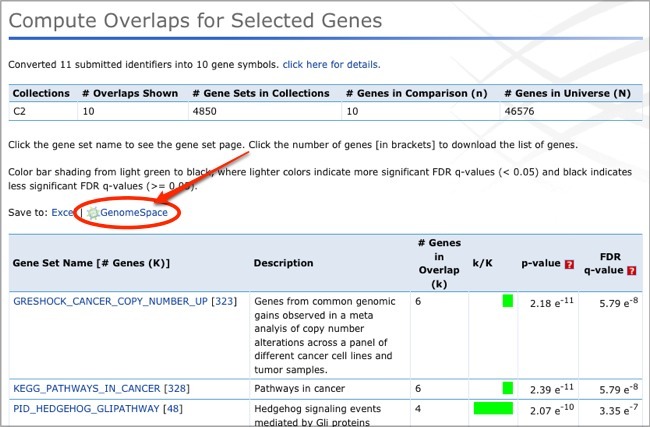 Compute Overlaps for Selected Genes
Converted 11 submitted identifiers into 10 gene symbols. click here for details.
Collections # Overlaps Shown # Gene Sets in Collections # Genes in Comparison (n) # Genes in Universe (N)
C2 10 4850 10 46576
Click the gene set name to see the gene set page. Click the number of genes [in brackets] to download the list of genes.
Color bar shading from light green to black, where lighter colors indicate more significant FDR q-values (< 0.05) and black indicates
less significant FDR q-values (>= 0.05).
Save to: Excel | GenomeSpace
Gene Set Name [# Genes (K)] Description # Genes in Overlap (k) k/K p-value ? FDR q-value ?
GRESHOCK_CANCER_COPY_NUMBER_UP [323] Genes from common genomic 6 2.18 e-11 5.79 e-8
gains observed in a meta
analyis of copy number
alterations across a panel of
different cancer cell lines and
tumor samples.
KEGG_PATHWAYS_IN_CANCER [328] Pathways in cancer 6 2.39 e-11 5.79 e-8
PID_HEDGEHOG_GLIPATHWAY [48] Hedgehog signaling events 4 2.07 e-10 3.35 e-7
mediated by Gli proteins